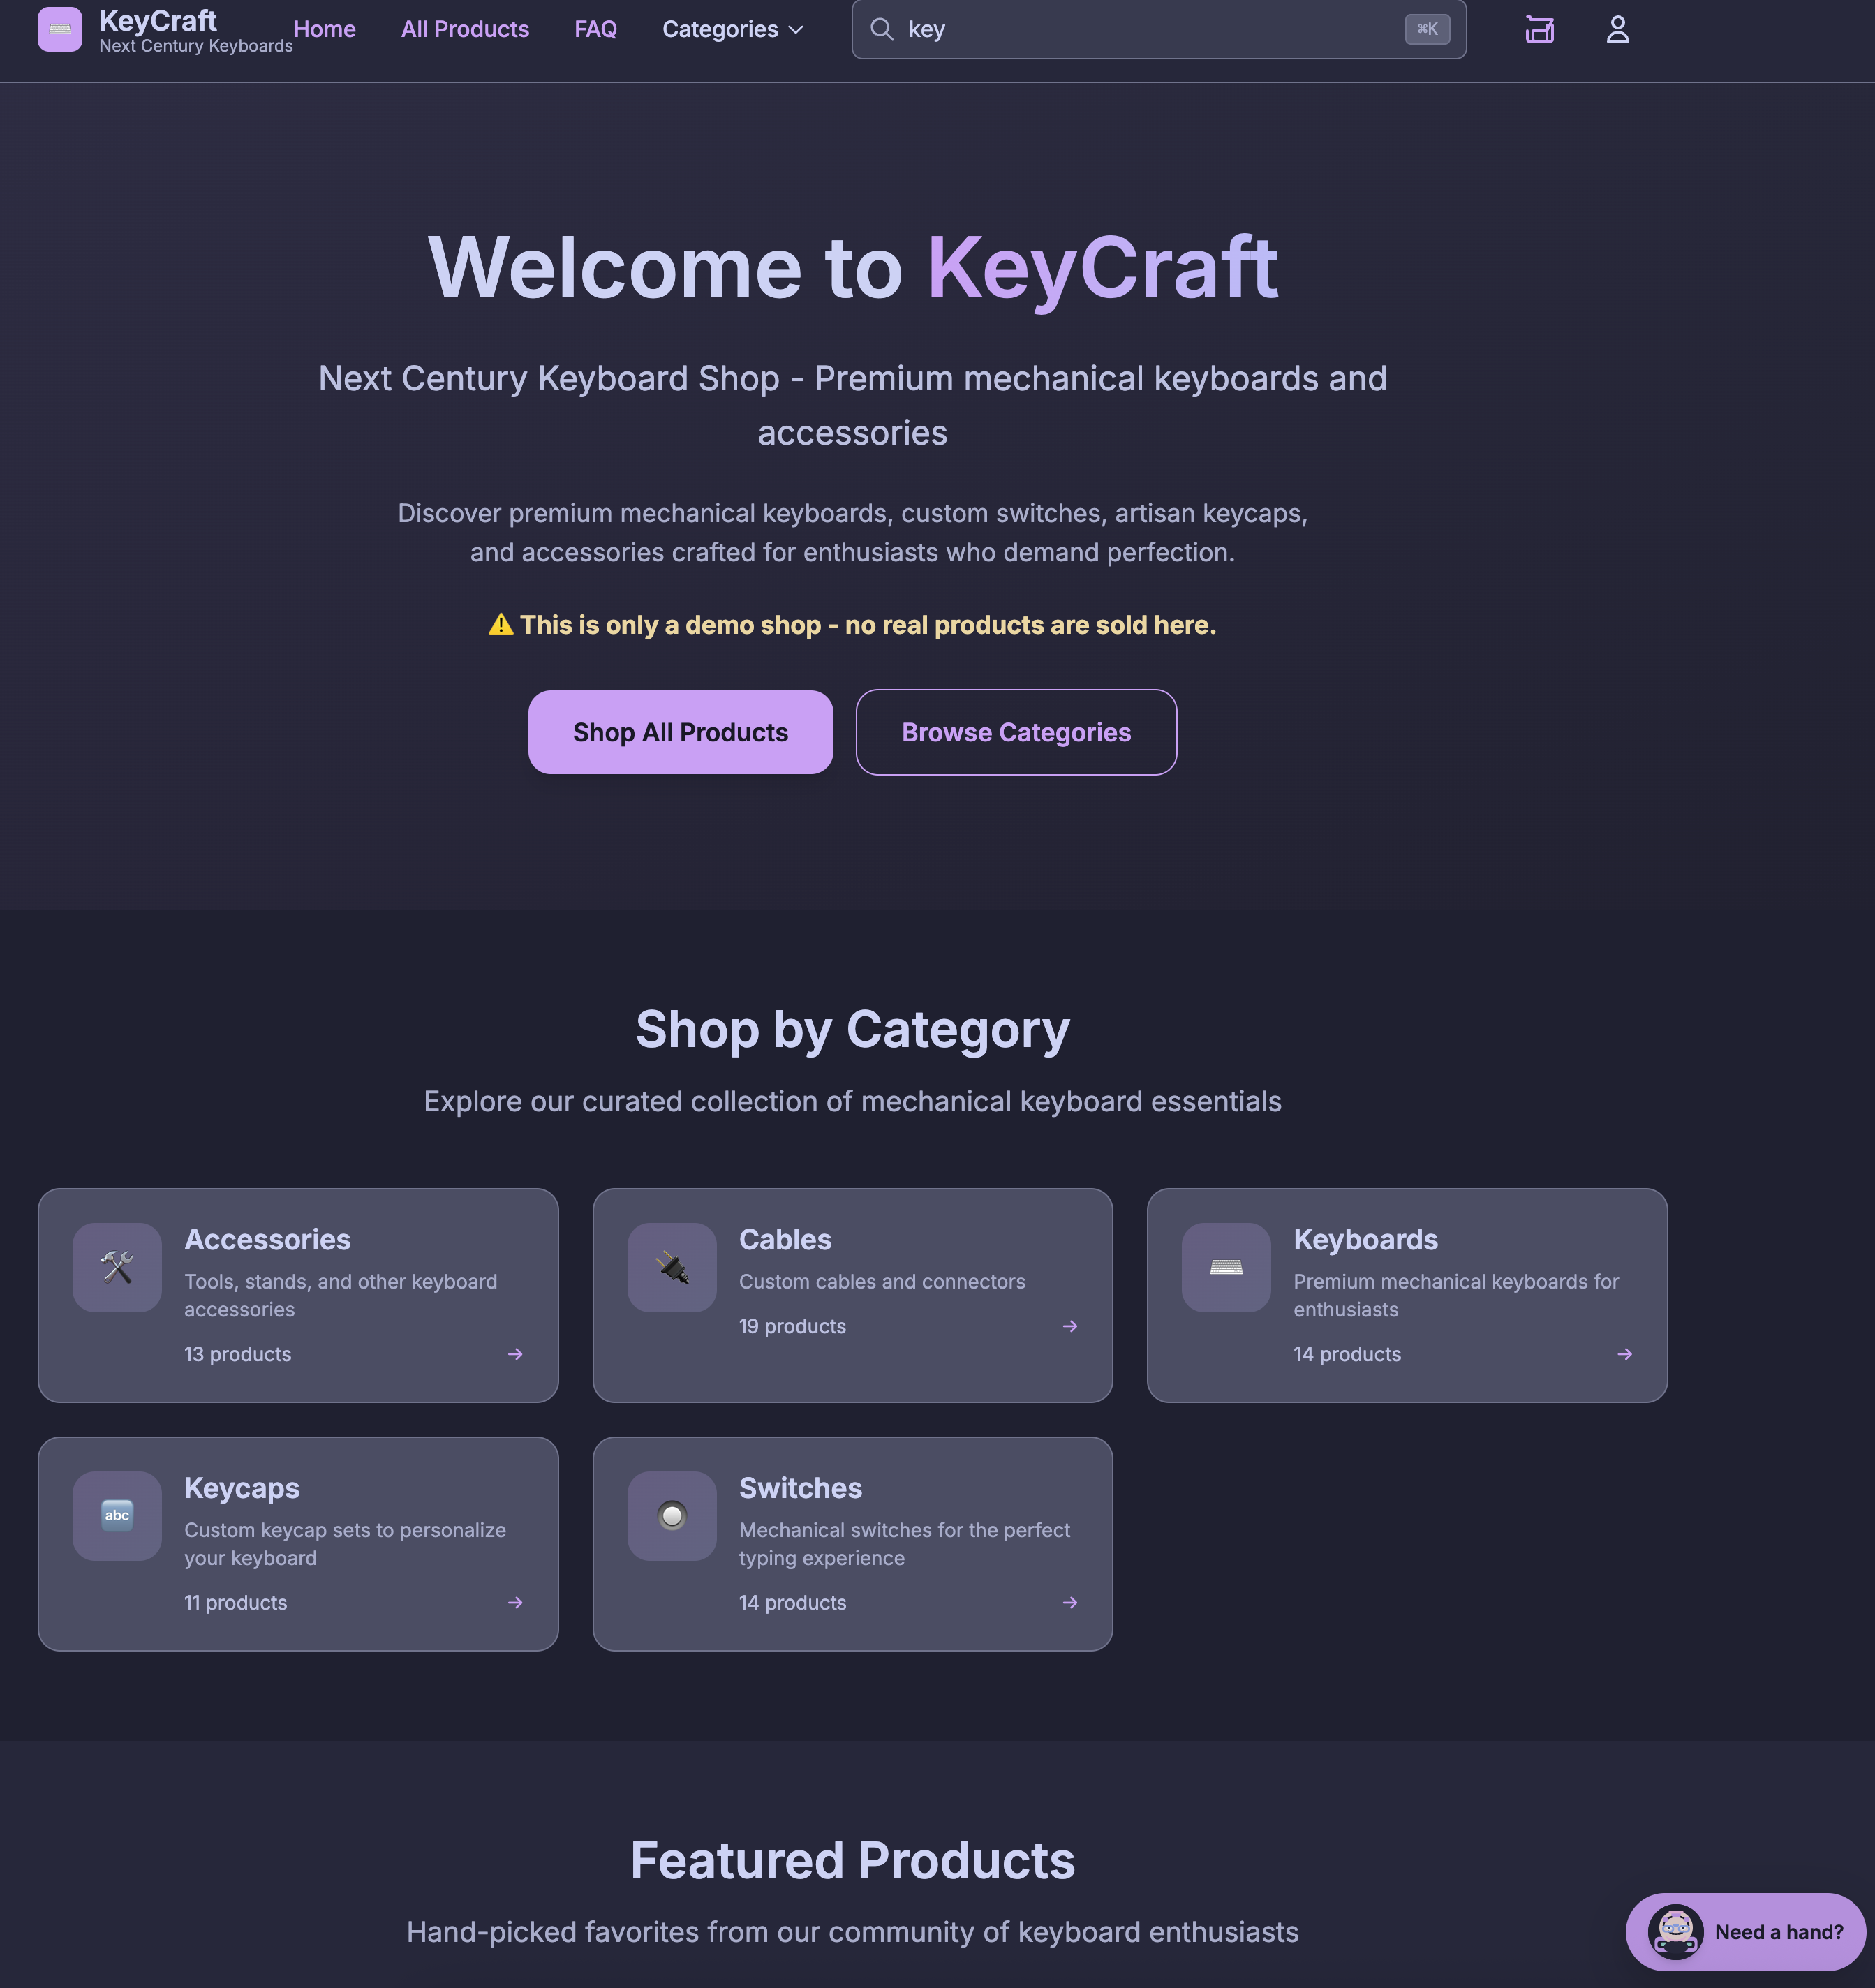 KeyCraft
Next Century Keyboards
Home
All Products
FAQ
Categories
key
⌘K
Welcome to KeyCraft
Next Century Keyboard Shop - Premium mechanical keyboards and
accessories
Discover premium mechanical keyboards, custom switches, artisan keycaps,
and accessories crafted for enthusiasts who demand perfection.
⚠️ This is only a demo shop - no real products are sold here.
Shop All Products
Browse Categories
Shop by Category
Explore our curated collection of mechanical keyboard essentials
Accessories
Tools, stands, and other keyboard
accessories
13 products
Cables
Custom cables and connectors
19 products
Keyboards
Premium mechanical keyboards for
enthusiasts
14 products
abc
Keycaps
Custom keycap sets to personalize
your keyboard
11 products
Switches
Mechanical switches for the perfect
typing experience
14 products
Featured Products
Hand-picked favorites from our community of keyboard enthusiasts
Need a hand?